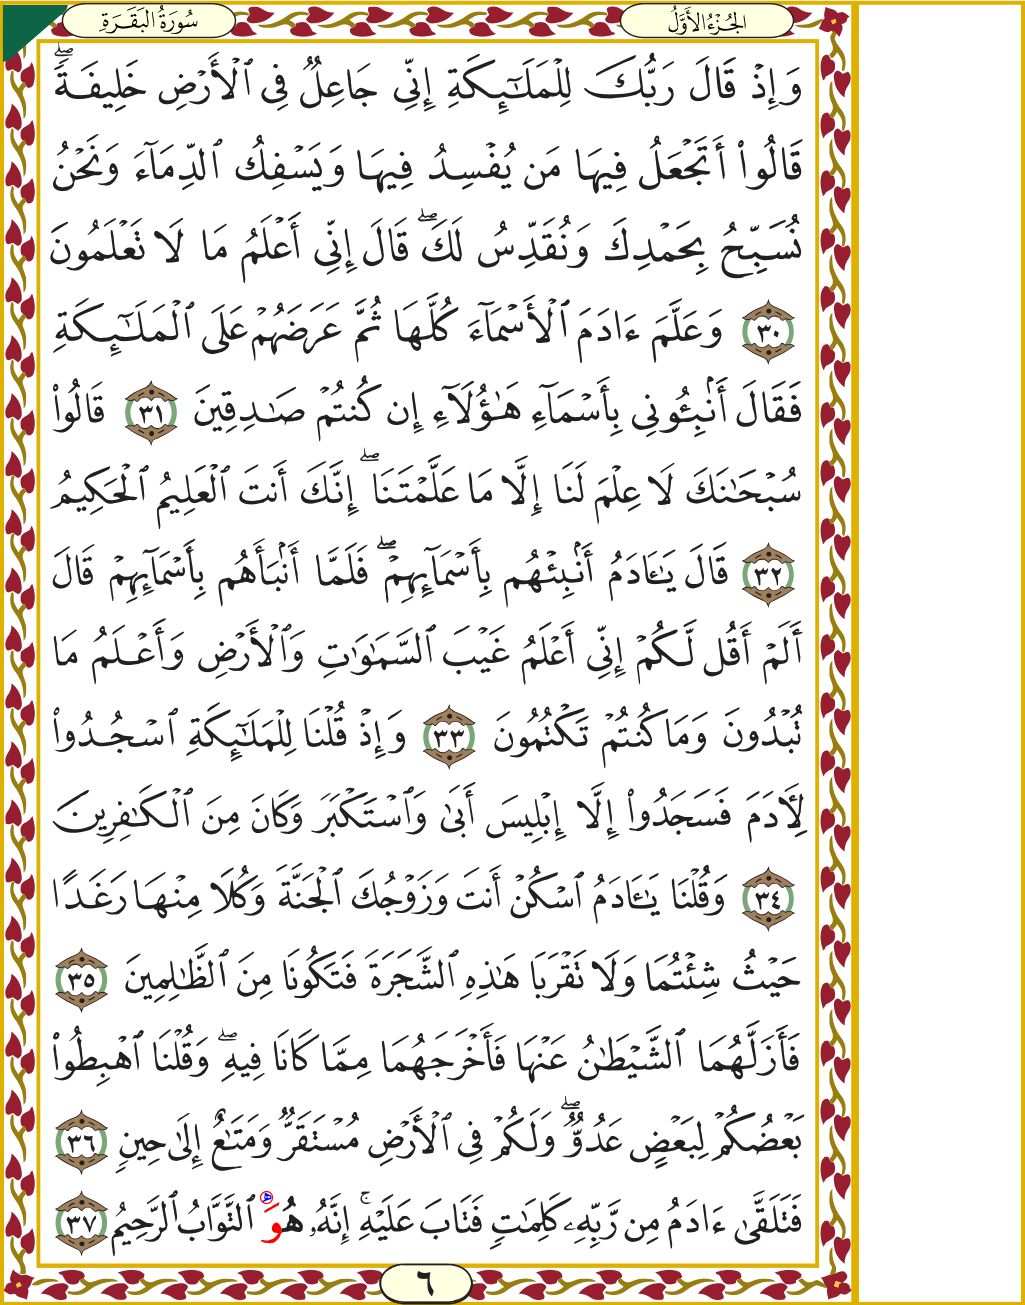 الجُزْءُ الأَوَّلُ
سُورَةُ البَقَرَةِ
وَإِذْ قَالَ رَبُّكَ لِلْمَلَـٰٓئِكَةِ إِنِّى جَاعِلٌ فِى ٱلْأَرْضِ خَلِيفَةً ۖ
قَالُوا۟ أَتَجْعَلُ فِيهَا مَن يُفْسِدُ فِيهَا وَيَسْفِكُ ٱلدِّمَآءَ وَنَحْنُ
نُسَبِّحُ بِحَمْدِكَ وَنُقَدِّسُ لَكَ ۖ قَالَ إِنِّىٓ أَعْلَمُ مَا لَا تَعْلَمُونَ
٣٠ وَعَلَّمَ ءَادَمَ ٱلْأَسْمَآءَ كُلَّهَا ثُمَّ عَرَضَهُمْ عَلَى ٱلْمَلَـٰٓئِكَةِ
فَقَالَ أَنۢبِـُٔونِى بِأَسْمَآءِ هَـٰٓؤُلَآءِ إِن كُنتُمْ صَـٰدِقِينَ ٣١ قَالُوا۟
سُبْحَـٰنَكَ لَا عِلْمَ لَنَآ إِلَّا مَا عَلَّمْتَنَآ ۖ إِنَّكَ أَنتَ ٱلْعَلِيمُ ٱلْحَكِيمُ
٣٢ قَالَ يَـٰٓـَٔادَمُ أَنۢبِئْهُم بِأَسْمَآئِهِمْ ۖ فَلَمَّآ أَنۢبَأَهُم بِأَسْمَآئِهِمْ قَالَ
أَلَمْ أَقُل لَّكُمْ إِنِّىٓ أَعْلَمُ غَيْبَ ٱلسَّمَـٰوَٰتِ وَٱلْأَرْضِ وَأَعْلَمُ مَا
تُبْدُونَ وَمَا كُنتُمْ تَكْتُمُونَ ٣٣ وَإِذْ قُلْنَا لِلْمَلَـٰٓئِكَةِ ٱسْجُدُوا۟
لِـَٔادَمَ فَسَجَدُوٓا۟ إِلَّآ إِبْلِيسَ أَبَىٰ وَٱسْتَكْبَرَ وَكَانَ مِنَ ٱلْكَـٰفِرِينَ
٣٤ وَقُلْنَا يَـٰٓـَٔادَمُ ٱسْكُنْ أَنتَ وَزَوْجُكَ ٱلْجَنَّةَ وَكُلَا مِنْهَا رَغَدًا
حَيْثُ شِئْتُمَا وَلَا تَقْرَبَا هَـٰذِهِ ٱلشَّجَرَةَ فَتَكُونَا مِنَ ٱلظَّـٰلِمِينَ ٣٥
فَأَزَلَّهُمَا ٱلشَّيْطَـٰنُ عَنْهَا فَأَخْرَجَهُمَا مِمَّا كَانَا فِيهِ ۖ وَقُلْنَا ٱهْبِطُوا۟
بَعْضُكُمْ لِبَعْضٍ عَدُوٌّ ۖ وَلَكُمْ فِى ٱلْأَرْضِ مُسْتَقَرٌّ وَمَتَـٰعٌ إِلَىٰ حِينٍ ٣٦
فَتَلَقَّىٰٓ ءَادَمُ مِن رَّبِّهِۦ كَلِمَـٰتٍ فَتَابَ عَلَيْهِ ۚ إِنَّهُۥ هُوَ ٱلتَّوَّابُ ٱلرَّحِيمُ ٣٧
٦